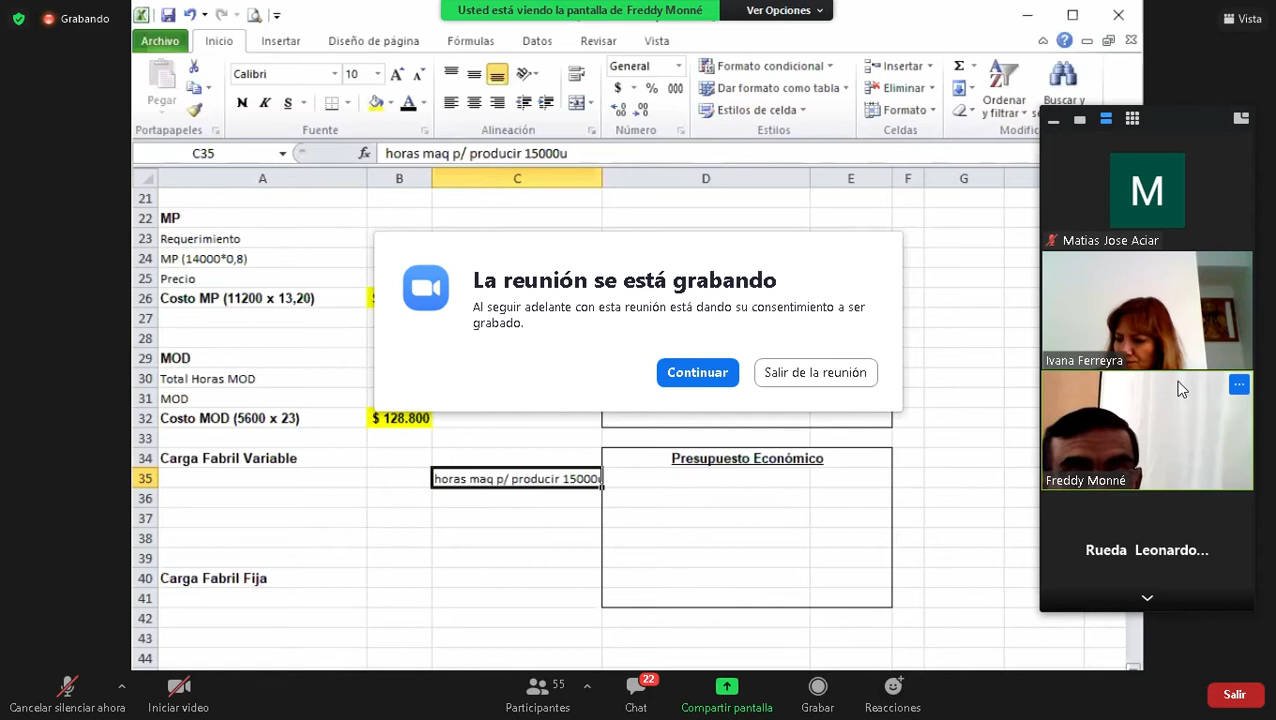 Grabando
Usted está viendo la pantalla de Freddy Monné
Ver Opciones
Vista
Archivo
Inicio
Insertar
Diseño de página
Fórmulas
Datos
Revisar
Vista
Pegar
Calibri
10
N K S
A A
General
$ % 000
Formato condicional
Dar formato como tabla
Estilos de celda
Insertar
Eliminar
Formato
Σ
Ordenar
y filtrar
Buscar y
Portapapeles
Fuente
Alineación
Número
Estilos
Celdas
Modific
C35
fx
horas maq p/ producir 15000u
A B C D E F G
21
22 MP
23 Requerimiento
24 MP (14000*0,8)
25 Precio
26 Costo MP (11200 x 13,20)
27
28
29 MOD
30 Total Horas MOD
31 MOD
32 Costo MOD (5600 x 23) $ 128.800
33
34 Carga Fabril Variable Presupuesto Económico
35 horas maq p/ producir 15000u
36
37
38
39
40 Carga Fabril Fija
41
42
43
44
La reunión se está grabando
Al seguir adelante con esta reunión está dando su consentimiento a ser
grabado.
Continuar
Salir de la reunión
M
Matias Jose Aciar
Ivana Ferreyra
Freddy Monné
Rueda Leonardo...
Cancelar silenciar ahora
Iniciar video
55
Participantes
22
Chat
Compartir pantalla
Grabar
Reacciones
Salir